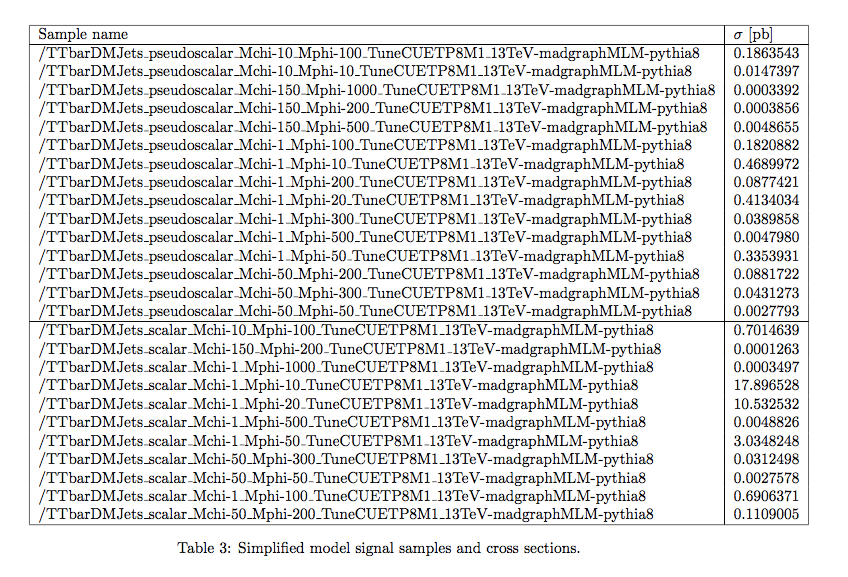 Sample name σ [pb]
/TTbarDMJets_pseudoscalar_Mchi-10_Mphi-100_TuneCUETP8M1_13TeV-madgraphMLM-pythia8 0.1863543
/TTbarDMJets_pseudoscalar_Mchi-10_Mphi-10_TuneCUETP8M1_13TeV-madgraphMLM-pythia8 0.0147397
/TTbarDMJets_pseudoscalar_Mchi-150_Mphi-1000_TuneCUETP8M1_13TeV-madgraphMLM-pythia8 0.0003392
/TTbarDMJets_pseudoscalar_Mchi-150_Mphi-200_TuneCUETP8M1_13TeV-madgraphMLM-pythia8 0.0003856
/TTbarDMJets_pseudoscalar_Mchi-150_Mphi-500_TuneCUETP8M1_13TeV-madgraphMLM-pythia8 0.0048655
/TTbarDMJets_pseudoscalar_Mchi-1_Mphi-100_TuneCUETP8M1_13TeV-madgraphMLM-pythia8 0.1820882
/TTbarDMJets_pseudoscalar_Mchi-1_Mphi-10_TuneCUETP8M1_13TeV-madgraphMLM-pythia8 0.4689972
/TTbarDMJets_pseudoscalar_Mchi-1_Mphi-200_TuneCUETP8M1_13TeV-madgraphMLM-pythia8 0.0877421
/TTbarDMJets_pseudoscalar_Mchi-1_Mphi-20_TuneCUETP8M1_13TeV-madgraphMLM-pythia8 0.4134034
/TTbarDMJets_pseudoscalar_Mchi-1_Mphi-300_TuneCUETP8M1_13TeV-madgraphMLM-pythia8 0.0389858
/TTbarDMJets_pseudoscalar_Mchi-1_Mphi-500_TuneCUETP8M1_13TeV-madgraphMLM-pythia8 0.0047980
/TTbarDMJets_pseudoscalar_Mchi-1_Mphi-50_TuneCUETP8M1_13TeV-madgraphMLM-pythia8 0.3353931
/TTbarDMJets_pseudoscalar_Mchi-50_Mphi-200_TuneCUETP8M1_13TeV-madgraphMLM-pythia8 0.0881722
/TTbarDMJets_pseudoscalar_Mchi-50_Mphi-300_TuneCUETP8M1_13TeV-madgraphMLM-pythia8 0.0431273
/TTbarDMJets_pseudoscalar_Mchi-50_Mphi-50_TuneCUETP8M1_13TeV-madgraphMLM-pythia8 0.0027793
/TTbarDMJets_scalar_Mchi-10_Mphi-100_TuneCUETP8M1_13TeV-madgraphMLM-pythia8 0.7014639
/TTbarDMJets_scalar_Mchi-150_Mphi-200_TuneCUETP8M1_13TeV-madgraphMLM-pythia8 0.0001263
/TTbarDMJets_scalar_Mchi-1_Mphi-1000_TuneCUETP8M1_13TeV-madgraphMLM-pythia8 0.0003497
/TTbarDMJets_scalar_Mchi-1_Mphi-10_TuneCUETP8M1_13TeV-madgraphMLM-pythia8 17.896528
/TTbarDMJets_scalar_Mchi-1_Mphi-20_TuneCUETP8M1_13TeV-madgraphMLM-pythia8 10.532532
/TTbarDMJets_scalar_Mchi-1_Mphi-500_TuneCUETP8M1_13TeV-madgraphMLM-pythia8 0.0048826
/TTbarDMJets_scalar_Mchi-1_Mphi-50_TuneCUETP8M1_13TeV-madgraphMLM-pythia8 3.0348248
/TTbarDMJets_scalar_Mchi-50_Mphi-300_TuneCUETP8M1_13TeV-madgraphMLM-pythia8 0.0312498
/TTbarDMJets_scalar_Mchi-50_Mphi-50_TuneCUETP8M1_13TeV-madgraphMLM-pythia8 0.0027578
/TTbarDMJets_scalar_Mchi-1_Mphi-100_TuneCUETP8M1_13TeV-madgraphMLM-pythia8 0.6906371
/TTbarDMJets_scalar_Mchi-50_Mphi-200_TuneCUETP8M1_13TeV-madgraphMLM-pythia8 0.1109005
Table 3: Simplified model signal samples and cross sections.